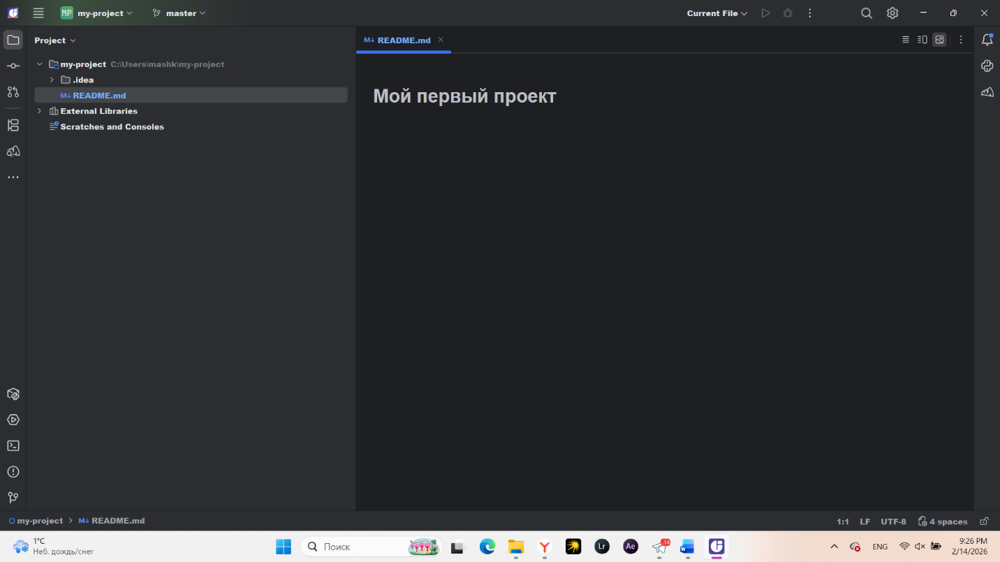 MP my-project master Current File
Project
M↓ README.md
my-project C:\Users\mashk\my-project
.idea
M↓ README.md
External Libraries
Scratches and Consoles
Мой первый проект
my-project > M↓ README.md
1:1 LF UTF-8 4 spaces
1°C
Неб. дождь/снег
Поиск
Lr
Ae
14
W
ENG
9:26 PM
2/14/2026